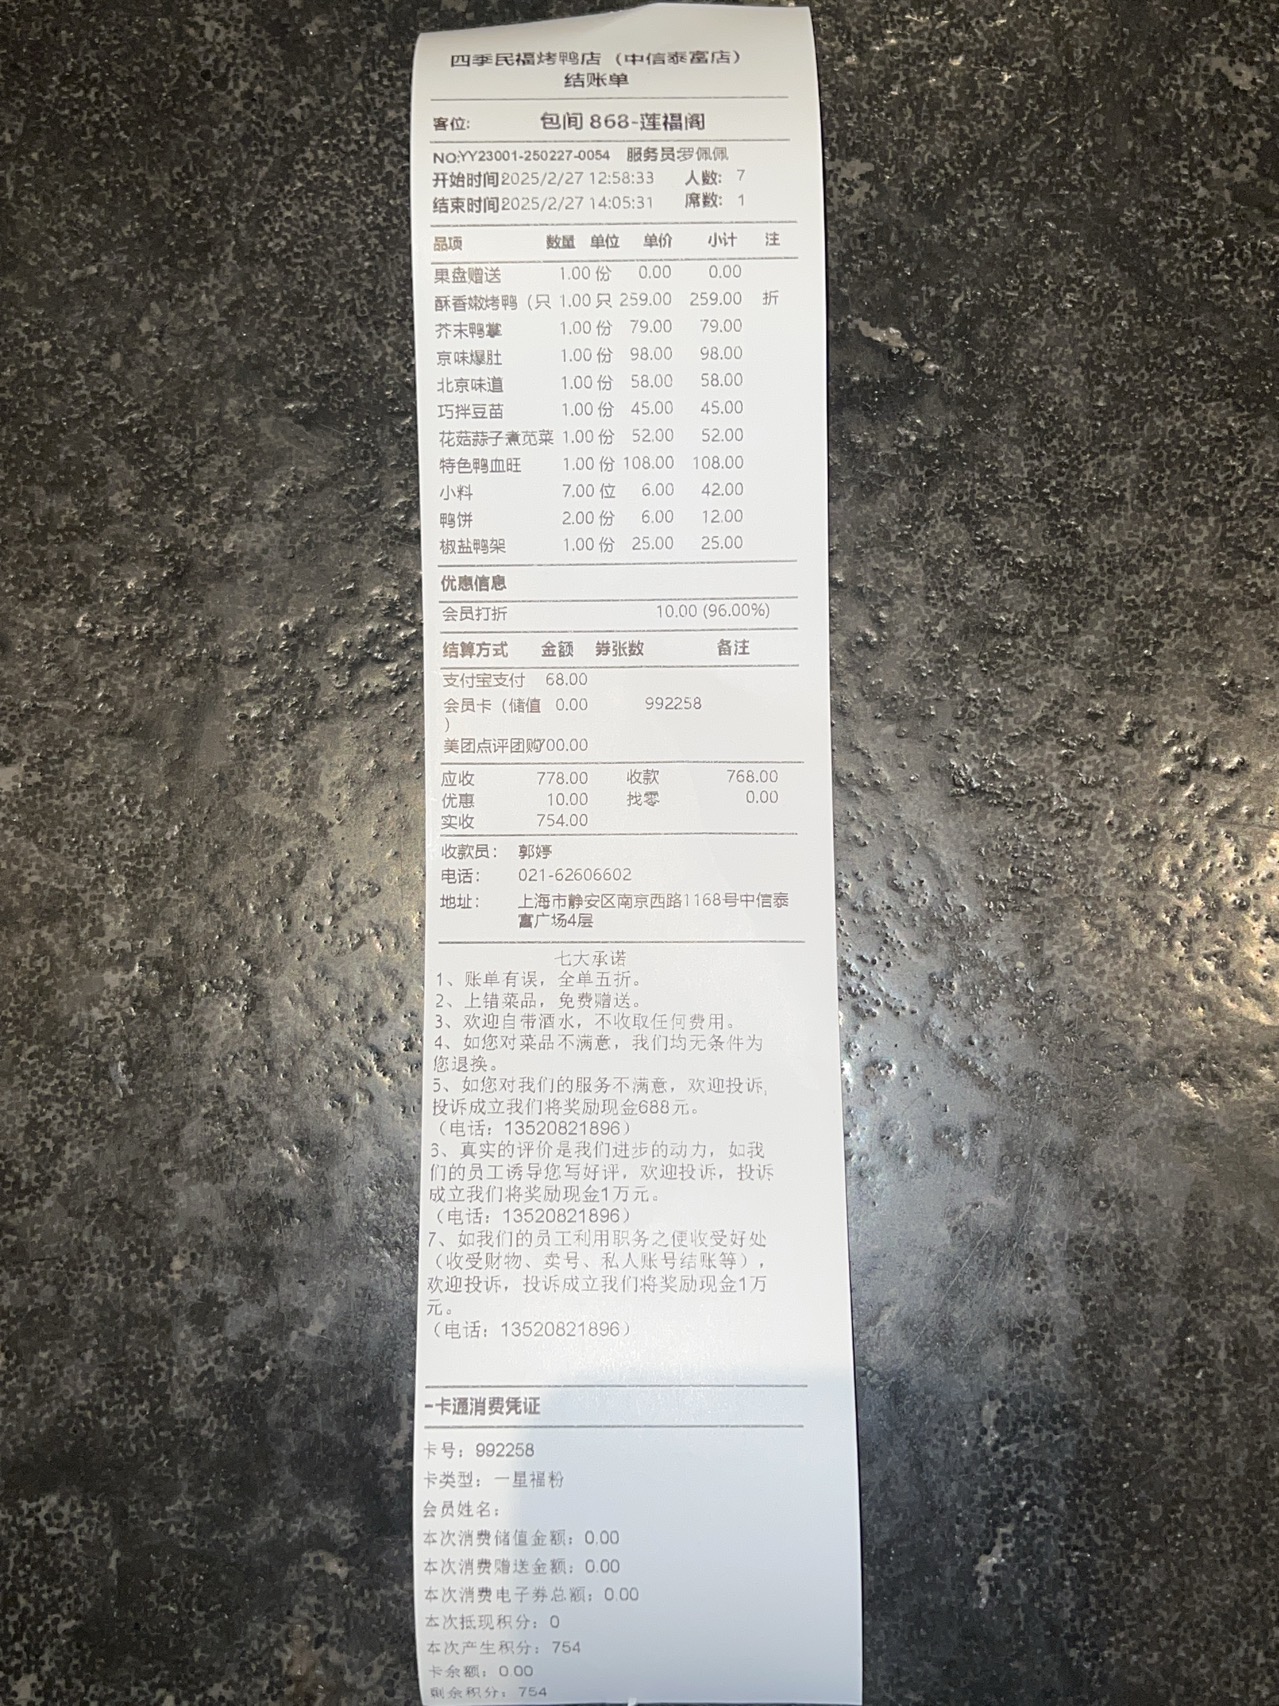 四季民福烤鸭店（中信泰富店）
结账单
客位: 包间 868-莲福阁
NO:YY23001-250227-0054 服务员罗佩佩
开始时间2025/2/27 12:58:33 人数: 7
结束时间2025/2/27 14:05:31 席数: 1
品项 数量 单位 单价 小计 注
果盘赠送 1.00 份 0.00 0.00
酥香嫩烤鸭（只 1.00 只 259.00 259.00 折
芥末鸭掌 1.00 份 79.00 79.00
京味爆肚 1.00 份 98.00 98.00
北京味道 1.00 份 58.00 58.00
巧拌豆苗 1.00 份 45.00 45.00
花菇蒜子煮苋菜 1.00 份 52.00 52.00
特色鸭血旺 1.00 份 108.00 108.00
小料 7.00 位 6.00 42.00
鸭饼 2.00 份 6.00 12.00
椒盐鸭架 1.00 份 25.00 25.00
优惠信息
会员打折 10.00 (96.00%)
结算方式 金额 券张数 备注
支付宝支付 68.00
会员卡（储值 0.00 992258
）
美团点评团购700.00
应收 778.00 收款 768.00
优惠 10.00 找零 0.00
实收 754.00
收款员: 郭婷
电话: 021-62606602
地址: 上海市静安区南京西路1168号中信泰
富广场4层
七大承诺
1、账单有误，全单五折。
2、上错菜品，免费赠送。
3、欢迎自带酒水，不收取任何费用。
4、如您对菜品不满意，我们均无条件为
您退换。
5、如您对我们的服务不满意，欢迎投诉，
投诉成立我们将奖励现金688元。
（电话：13520821896）
3、真实的评价是我们进步的动力，如我
们的员工诱导您写好评，欢迎投诉，投诉
成立我们将奖励现金1万元。
（电话：13520821896）
7、如我们的员工利用职务之便收受好处
（收受财物、卖号、私人账号结账等），
欢迎投诉，投诉成立我们将奖励现金1万
元。
（电话：13520821896）
一卡通消费凭证
卡号：992258
卡类型：一星福粉
会员姓名：
本次消费储值金额：0.00
本次消费赠送金额：0.00
本次消费电子券总额：0.00
本次抵现积分：0
本次产生积分：754
卡余额：0.00
剩余积分：754